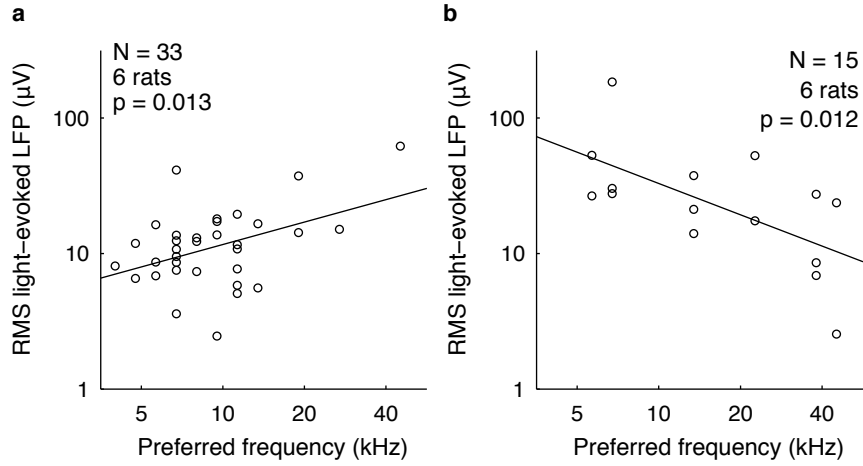 a
N = 33
6 rats
p = 0.013
RMS light−evoked LFP (μV)
100
10
1
5
10
20
40
Preferred frequency (kHz)
b
N = 15
6 rats
p = 0.012
RMS light−evoked LFP (μV)
100
10
1
5
10
20
40
Preferred frequency (kHz)